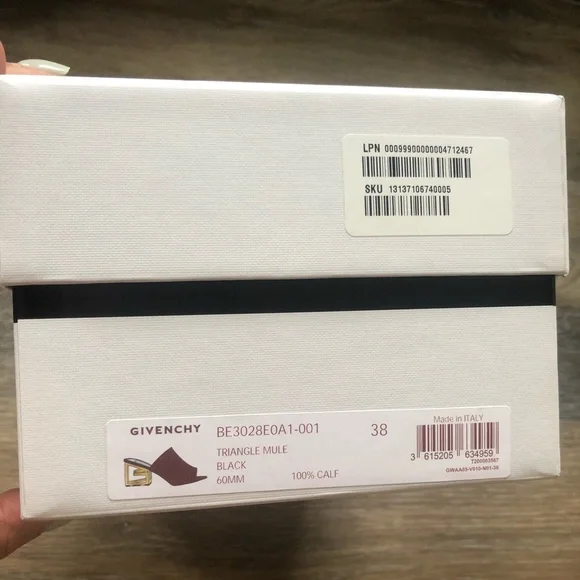 LPN 00099900000004712467
SKU 13137106740005
GIVENCHY BE3028E0A1-001 38
TRIANGLE MULE
BLACK
60MM 100% CALF
Made in ITALY
3 615205 634959